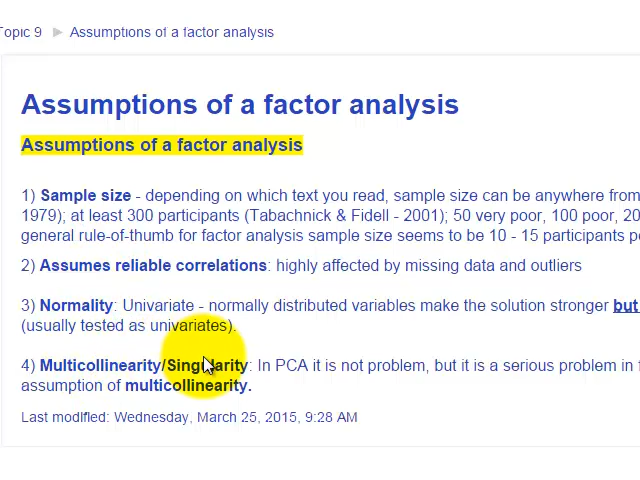 Topic 9 ▶ Assumptions of a factor analysis
Assumptions of a factor analysis
Assumptions of a factor analysis
1) Sample size - depending on which text you read, sample size can be anywhere from
1979); at least 300 participants (Tabachnick & Fidell - 2001); 50 very poor, 100 poor, 20
general rule-of-thumb for factor analysis sample size seems to be 10 - 15 participants p
2) Assumes reliable correlations: highly affected by missing data and outliers
3) Normality: Univariate - normally distributed variables make the solution stronger but
(usually tested as univariates).
4) Multicollinearity/Singularity: In PCA it is not problem, but it is a serious problem in f
assumption of multicollinearity.
Last modified: Wednesday, March 25, 2015, 9:28 AM